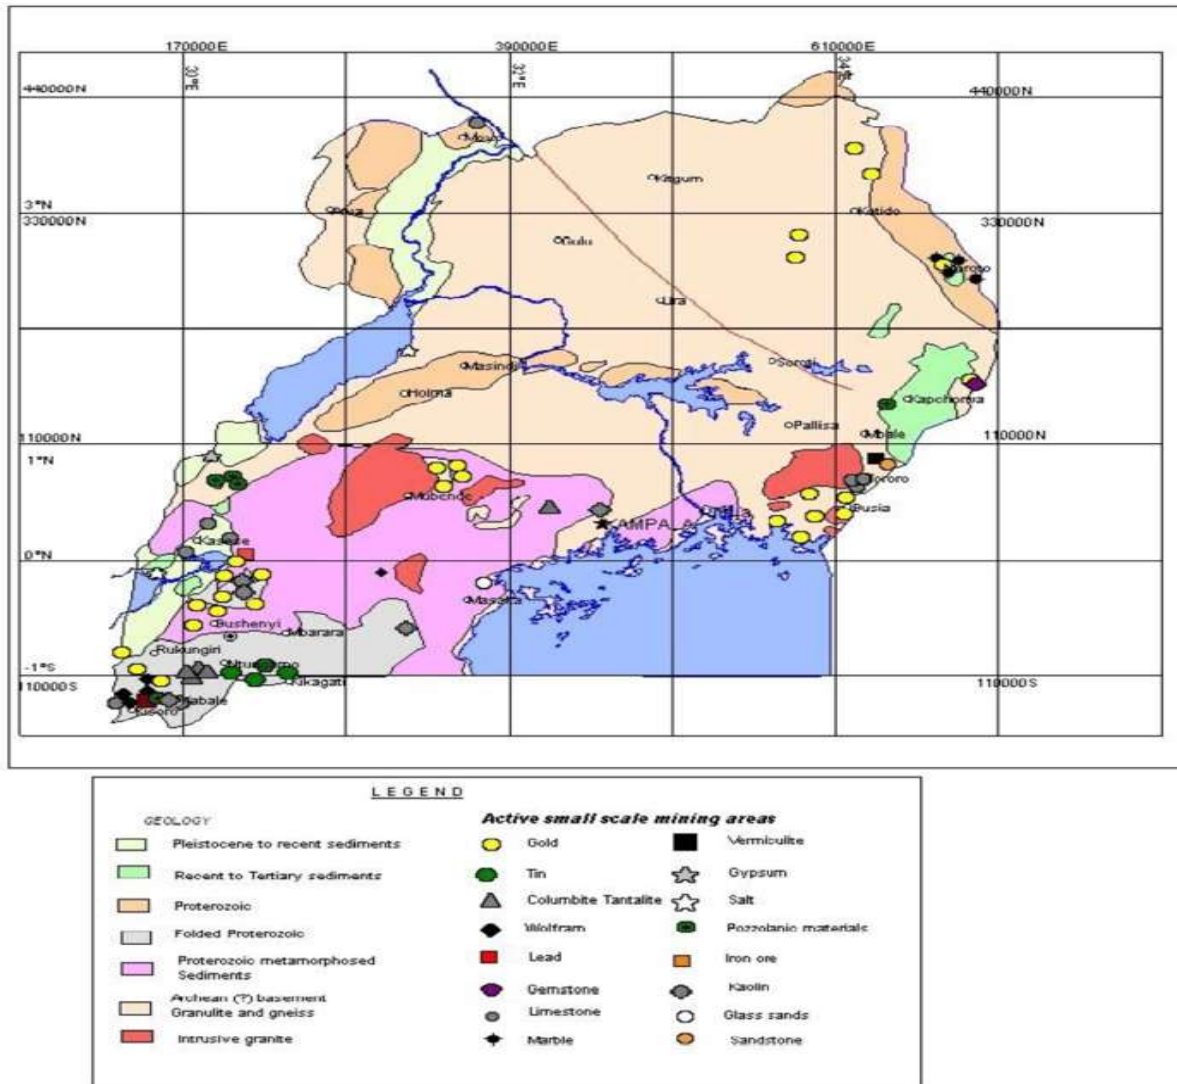 170000E 390000E 610000E
30°E 32°E 34°
440000N 440000N
Moyo
Kitgum
3°N
330000N Arua Kotido 330000N
Gulu
Moroto
Lira
Soroti
Masindi
Hoima Kapchorwa
Pallisa
Mbale
110000N 110000N
1°N
Tororo
Mubende
Busia
KAMPALA
Kasese
0°N
Masaka
Bushenyi
Mbarara
Rukungiri
-1°S Ntungamo
110000S Kikagati 110000S
Kabale
Kisoro
LEGEND
GEOLOGY Active small scale mining areas
Pleistocene to recent sediments Gold Vermiculite
Recent to Tertiary sediments Tin Gypsum
Proterozoic Columbite Tantalite Salt
Folded Proterozoic Wolfram Pozzolanic materials
Proterozoic metamorphosed Lead Iron ore
Sediments
Archean (?) basement Gemstone Kaolin
Granulite and gneiss Limestone Glass sands
Intrusive granite Marble Sandstone